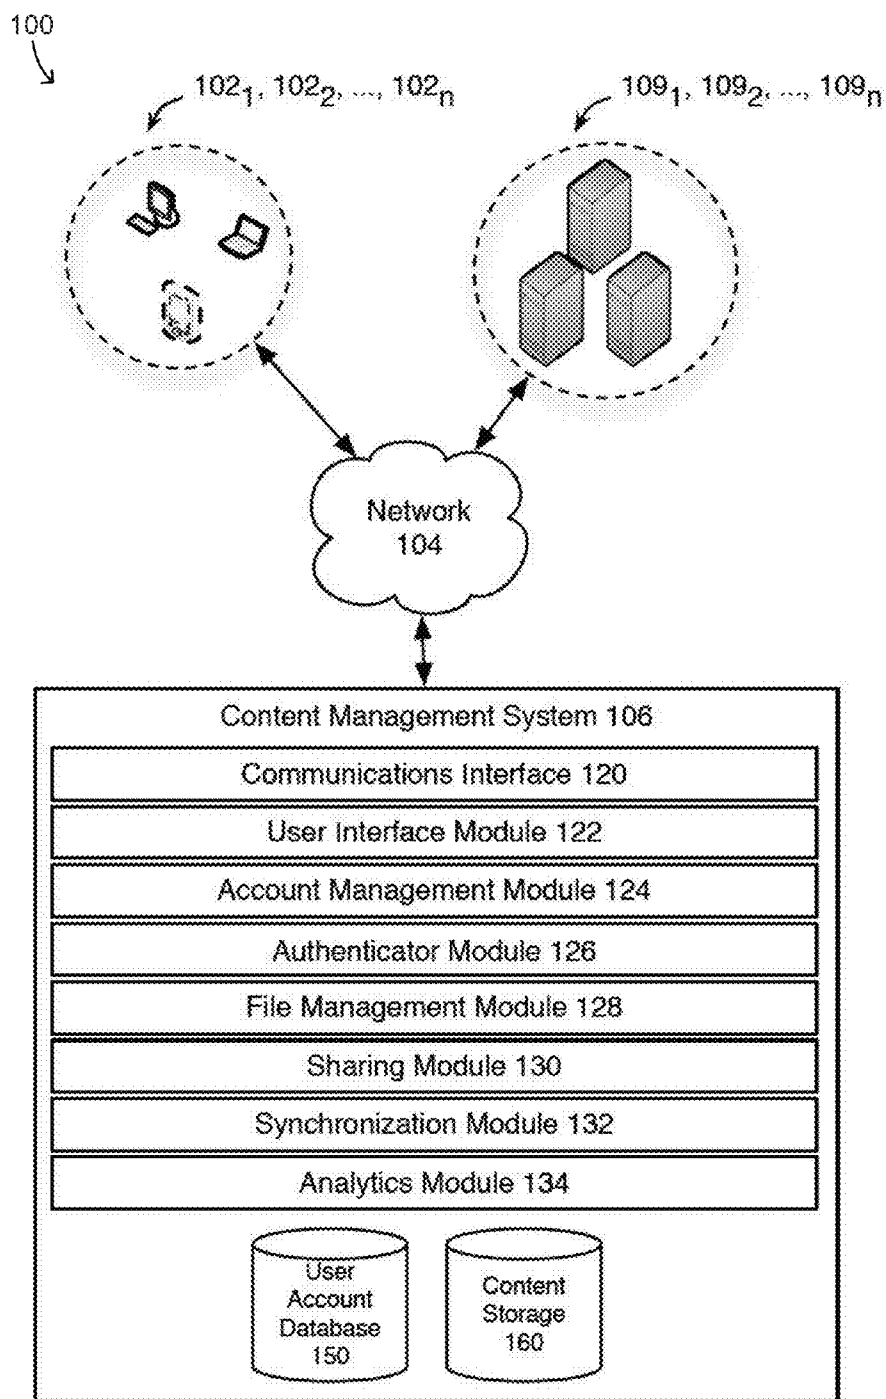 100
102₁, 102₂, ..., 102ₙ
109₁, 109₂, ..., 109ₙ
Network
104
Content Management System 106
Communications Interface 120
User Interface Module 122
Account Management Module 124
Authenticator Module 126
File Management Module 128
Sharing Module 130
Synchronization Module 132
Analytics Module 134
User
Account
Database
150
Content
Storage
160